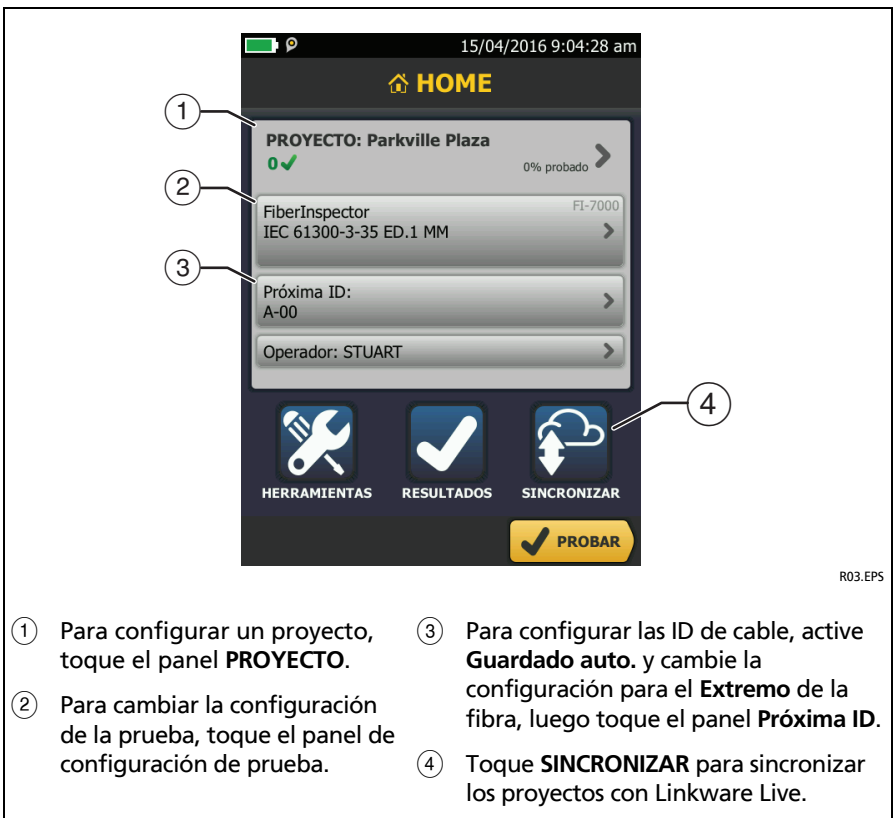 15/04/2016 9:04:28 am
HOME
1
PROYECTO: Parkville Plaza
0
0% probado
2
FiberInspector
FI-7000
IEC 61300-3-35 ED.1 MM
3
Próxima ID:
A-00
Operador: STUART
4
HERRAMIENTAS
RESULTADOS
SINCRONIZAR
PROBAR
R03.EPS
1 Para configurar un proyecto,
toque el panel PROYECTO.
2 Para cambiar la configuración
de la prueba, toque el panel de
configuración de prueba.
3 Para configurar las ID de cable, active
Guardado auto. y cambie la
configuración para el Extremo de la
fibra, luego toque el panel Próxima ID.
4 Toque SINCRONIZAR para sincronizar
los proyectos con Linkware Live.